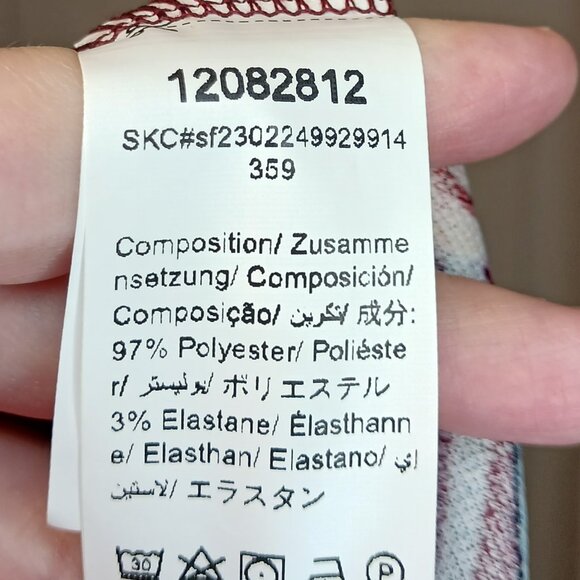 12082812
SKC#sf2302249929914
359
Composition/ Zusamme
nsetzung/ Composición/
Composição/ تكوين/ 成分:
97% Polyester/ Poliéste
r/ بوليستر/ ポリエステル
3% Elastane/ Élasthann
e/ Elasthan/ Elastano/ إي
لاستين/ エラスタン
30
P